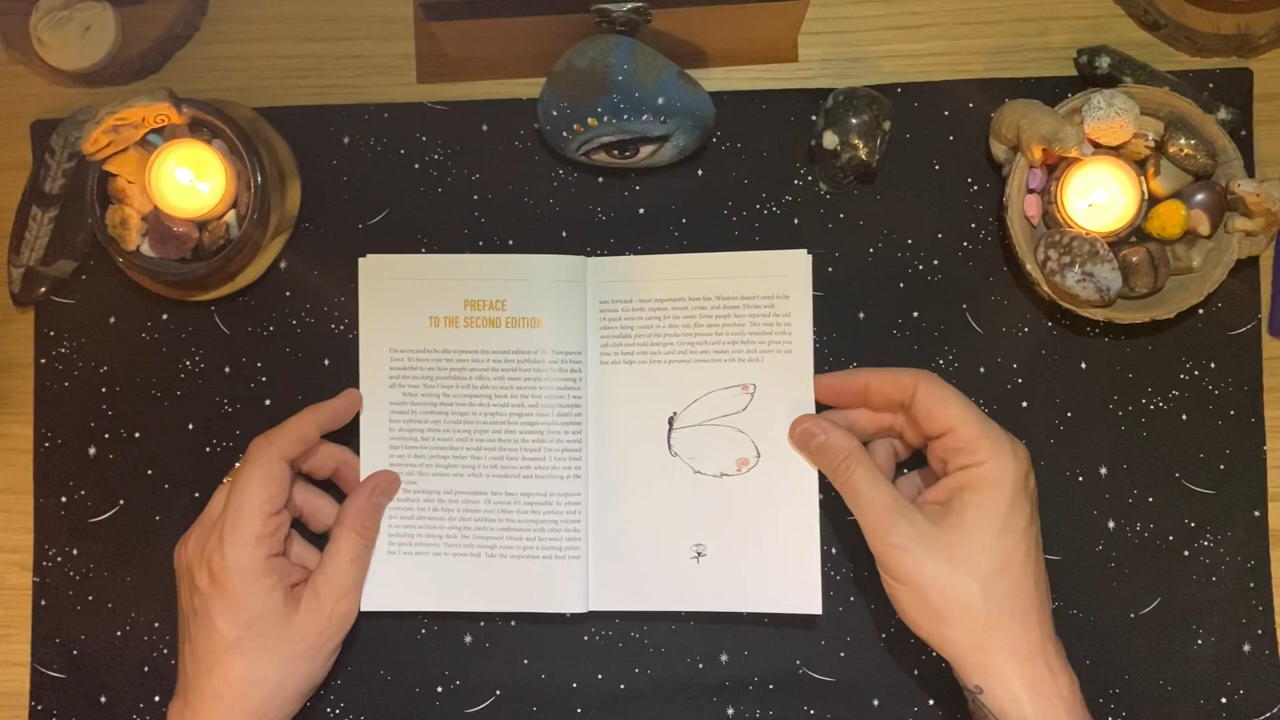 PREFACE
TO THE SECOND EDITION
I'm so excited to be able to present this second edition of The Transparent
Tarot. It's been over ten years since it was first published, and it's been
wonderful to see how people around the world have taken to this deck
and the exciting possibilities it offers, with more people discovering it
all the time. Now I hope it will be able to reach an even wider audience.
When writing the accompanying book for the first edition, I was
mostly theorizing about how the deck would work, and using examples
created by combining images in a graphics program since I didn't yet
have a physical copy. I could plan to an extent how images would combine
by designing them on tracing paper and then scanning them in and
but it wasn't until it was out there in the wilds of the world
that I knew for certain that it would work the way I hoped. I'm so pleased
to see it does, perhaps better than I could have dreamed. I have fond
memories of my daughter using it to tell stories with when she was six
years old. She's sixteen now, which is wonderful and horrifying at the
time.
The packaging and presentation have been improved in response
to feedback after the first edition. Of course it's impossible to please
everyone, but I do hope it pleases you! Other than this preface and a
few small alterations, the chief addition to this accompanying volume
is an extra section on using the cards in combination with other decks,
including its sibling deck The Transparent Oracle and keyword tables
for quick reference. There's only enough room to give a starting point,
but I was never one to spoon feed. Take the inspiration and find your
way forward—most importantly, have fun. Wisdom doesn't need to be
serious. Go forth, explore, invent, create, and dream. Divine well.
(A quick note on caring for the cards: Some people have reported the old
edition being coated in a thin, oily film upon purchase. This may be an
unavoidable part of the production process but is easily remedied with a
soft cloth and mild detergent. Giving each card a wipe before use gives you
time to bond with each card and not only makes your deck easier to use
but also helps you form a personal connection with the deck.)